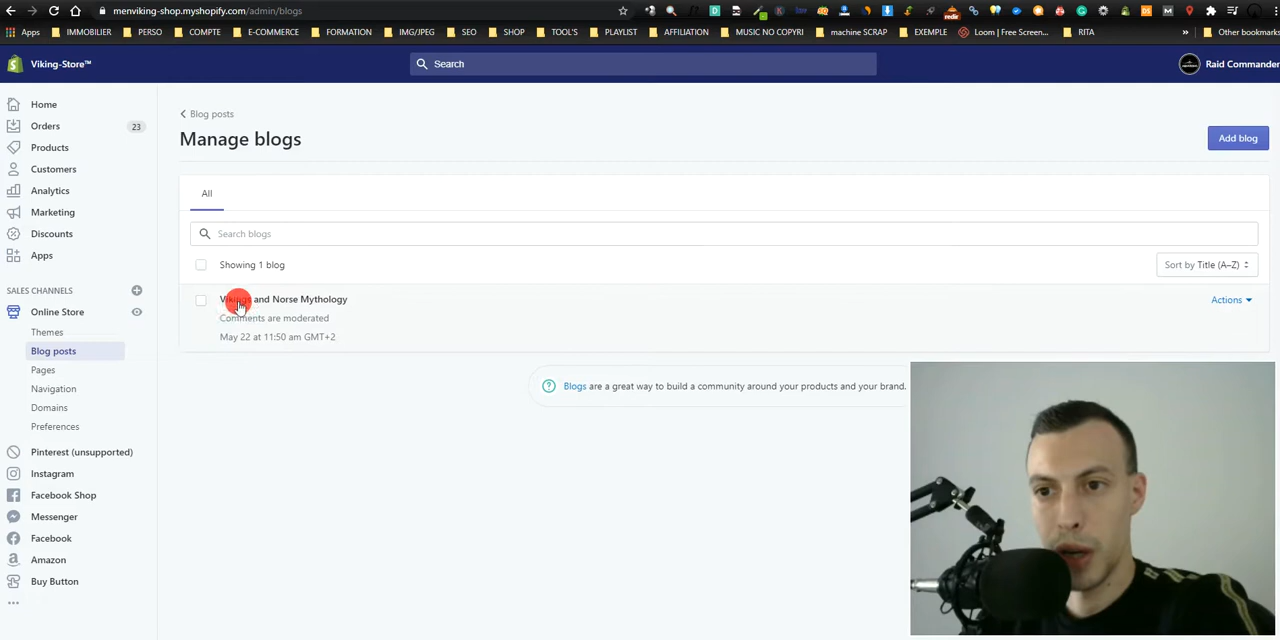 menviking-shop.myshopify.com/admin/blogs
Apps IMMOBILIER PERSO COMPTE E-COMMERCE FORMATION IMG/JPEG SEO SHOP TOOL'S PLAYLIST AFFILIATION MUSIC NO COPYRI machine SCRAP EXEMPLE Loom | Free Screen... RITA » Other bookmarks
Viking-Store™ Search Raid Commander
Home
Orders 23
Products
Customers
Analytics
Marketing
Discounts
Apps
SALES CHANNELS
Online Store
Themes
Blog posts
Pages
Navigation
Domains
Preferences
Pinterest (unsupported)
Instagram
Facebook Shop
Messenger
Facebook
Amazon
Buy Button
Blog posts
Manage blogs
Add blog
All
Search blogs
Showing 1 blog
Sort by Title (A–Z)
Vikings and Norse Mythology
Actions
Comments are moderated
May 22 at 11:50 am GMT+2
Blogs are a great way to build a community around your products and your brand.